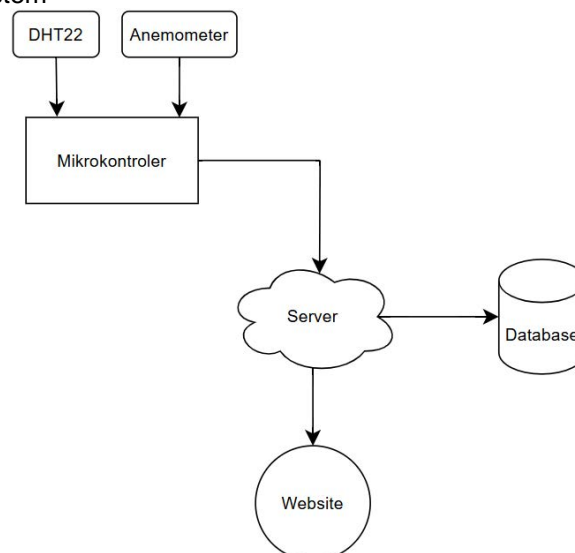 DHT22
Anemometer
Mikrokontroler
Server
Database
Website